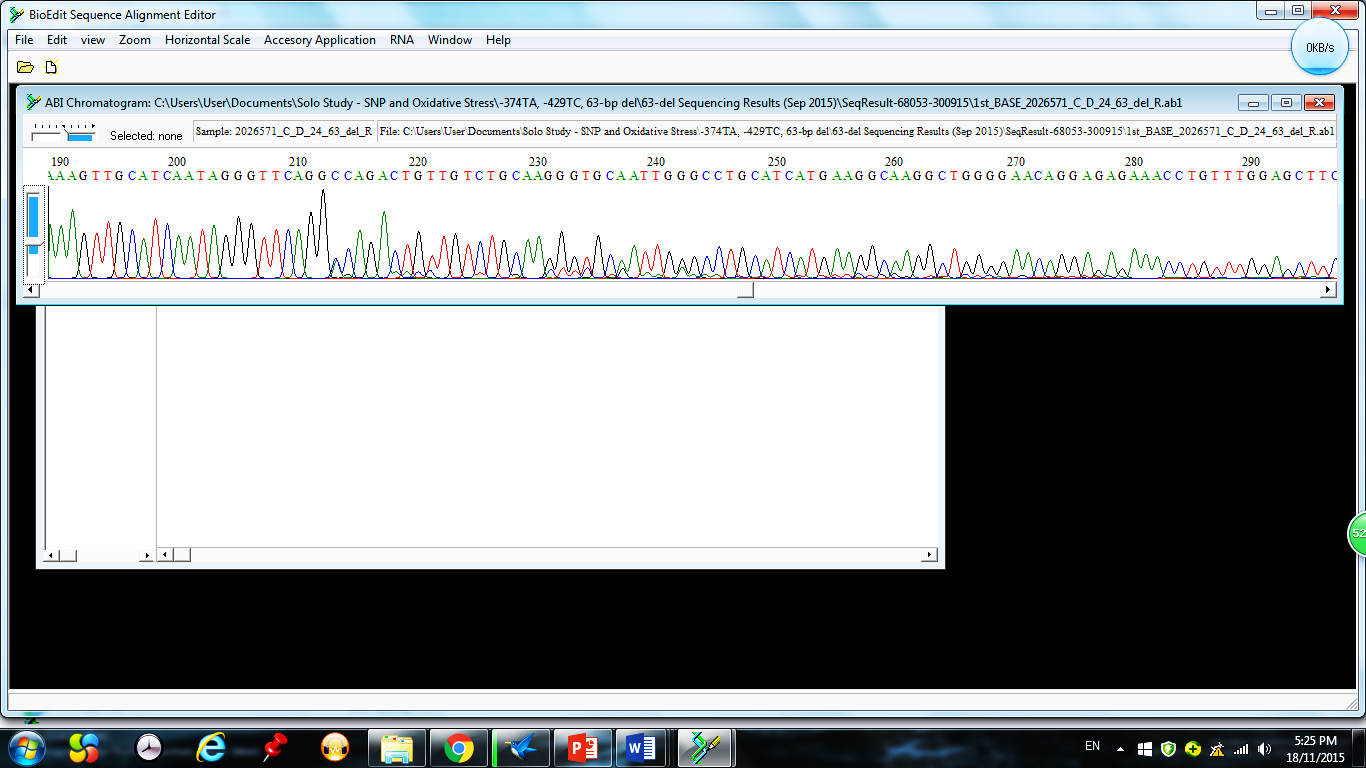 BioEdit Sequence Alignment Editor
File Edit view Zoom Horizontal Scale Accesory Application RNA Window Help
0KB/s
ABI Chromatogram: C:\Users\User\Documents\Solo Study - SNP and Oxidative Stress\-374TA, -429TC, 63-bp del\63-del Sequencing Results (Sep 2015)\SeqResult-68053-300915\1st_BASE_2026571_C_D_24_63_del_R.ab1
Selected: none
Sample: 2026571_C_D_24_63_del_R
File: C:\Users\User\Documents\Solo Study - SNP and Oxidative Stress\-374TA, -429TC, 63-bp del\63-del Sequencing Results (Sep 2015)\SeqResult-68053-300915\1st_BASE_2026571_C_D_24_63_del_R.ab1
190 200 210 220 230 240 250 260 270 280 290
AAAGTTGCATCAATAGGGTTCAGGCCAGACTGTTGTCTGCAAGGGTGCAATTGGGCCTGCATCATGAAGGCAAGGCTGGGGAACAGGAGAGAAACCTGTTTGGAGCTTC
52
EN
5:25 PM
18/11/2015